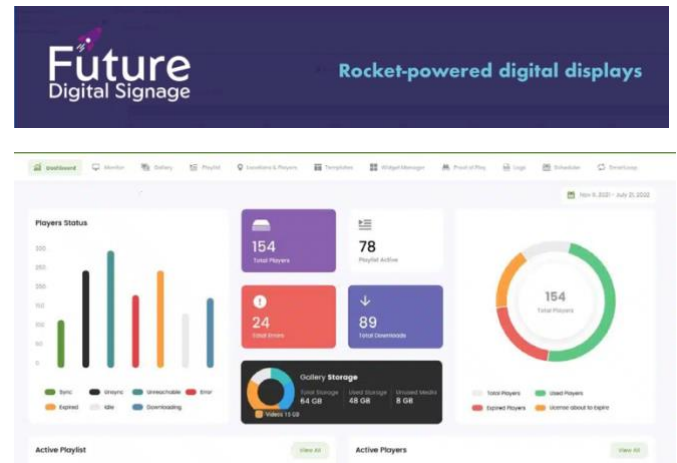 Future
Digital Signage
Rocket-powered digital displays
Dashboard Monitor Gallery Playlist Locations & Players Templates Widget Manager Proof of Play Logs Scheduler SmartLoop
Nov 9, 2021 - July 21, 2022
Players Status
300
250
200
150
100
50
0
Sync Unsync Unreachable Error
Expired Idle Downloading
154
Total Players
78
Playlist Active
24
Total Errors
89
Total Downloads
Gallery Storage
Total Storage Used Storage Unused Media
64 GB 48 GB 8 GB
Videos 15 GB
154
Total Players
Total Players Used Players
Expired Players License about to Expire
Active Playlist
View All
Active Players
View All